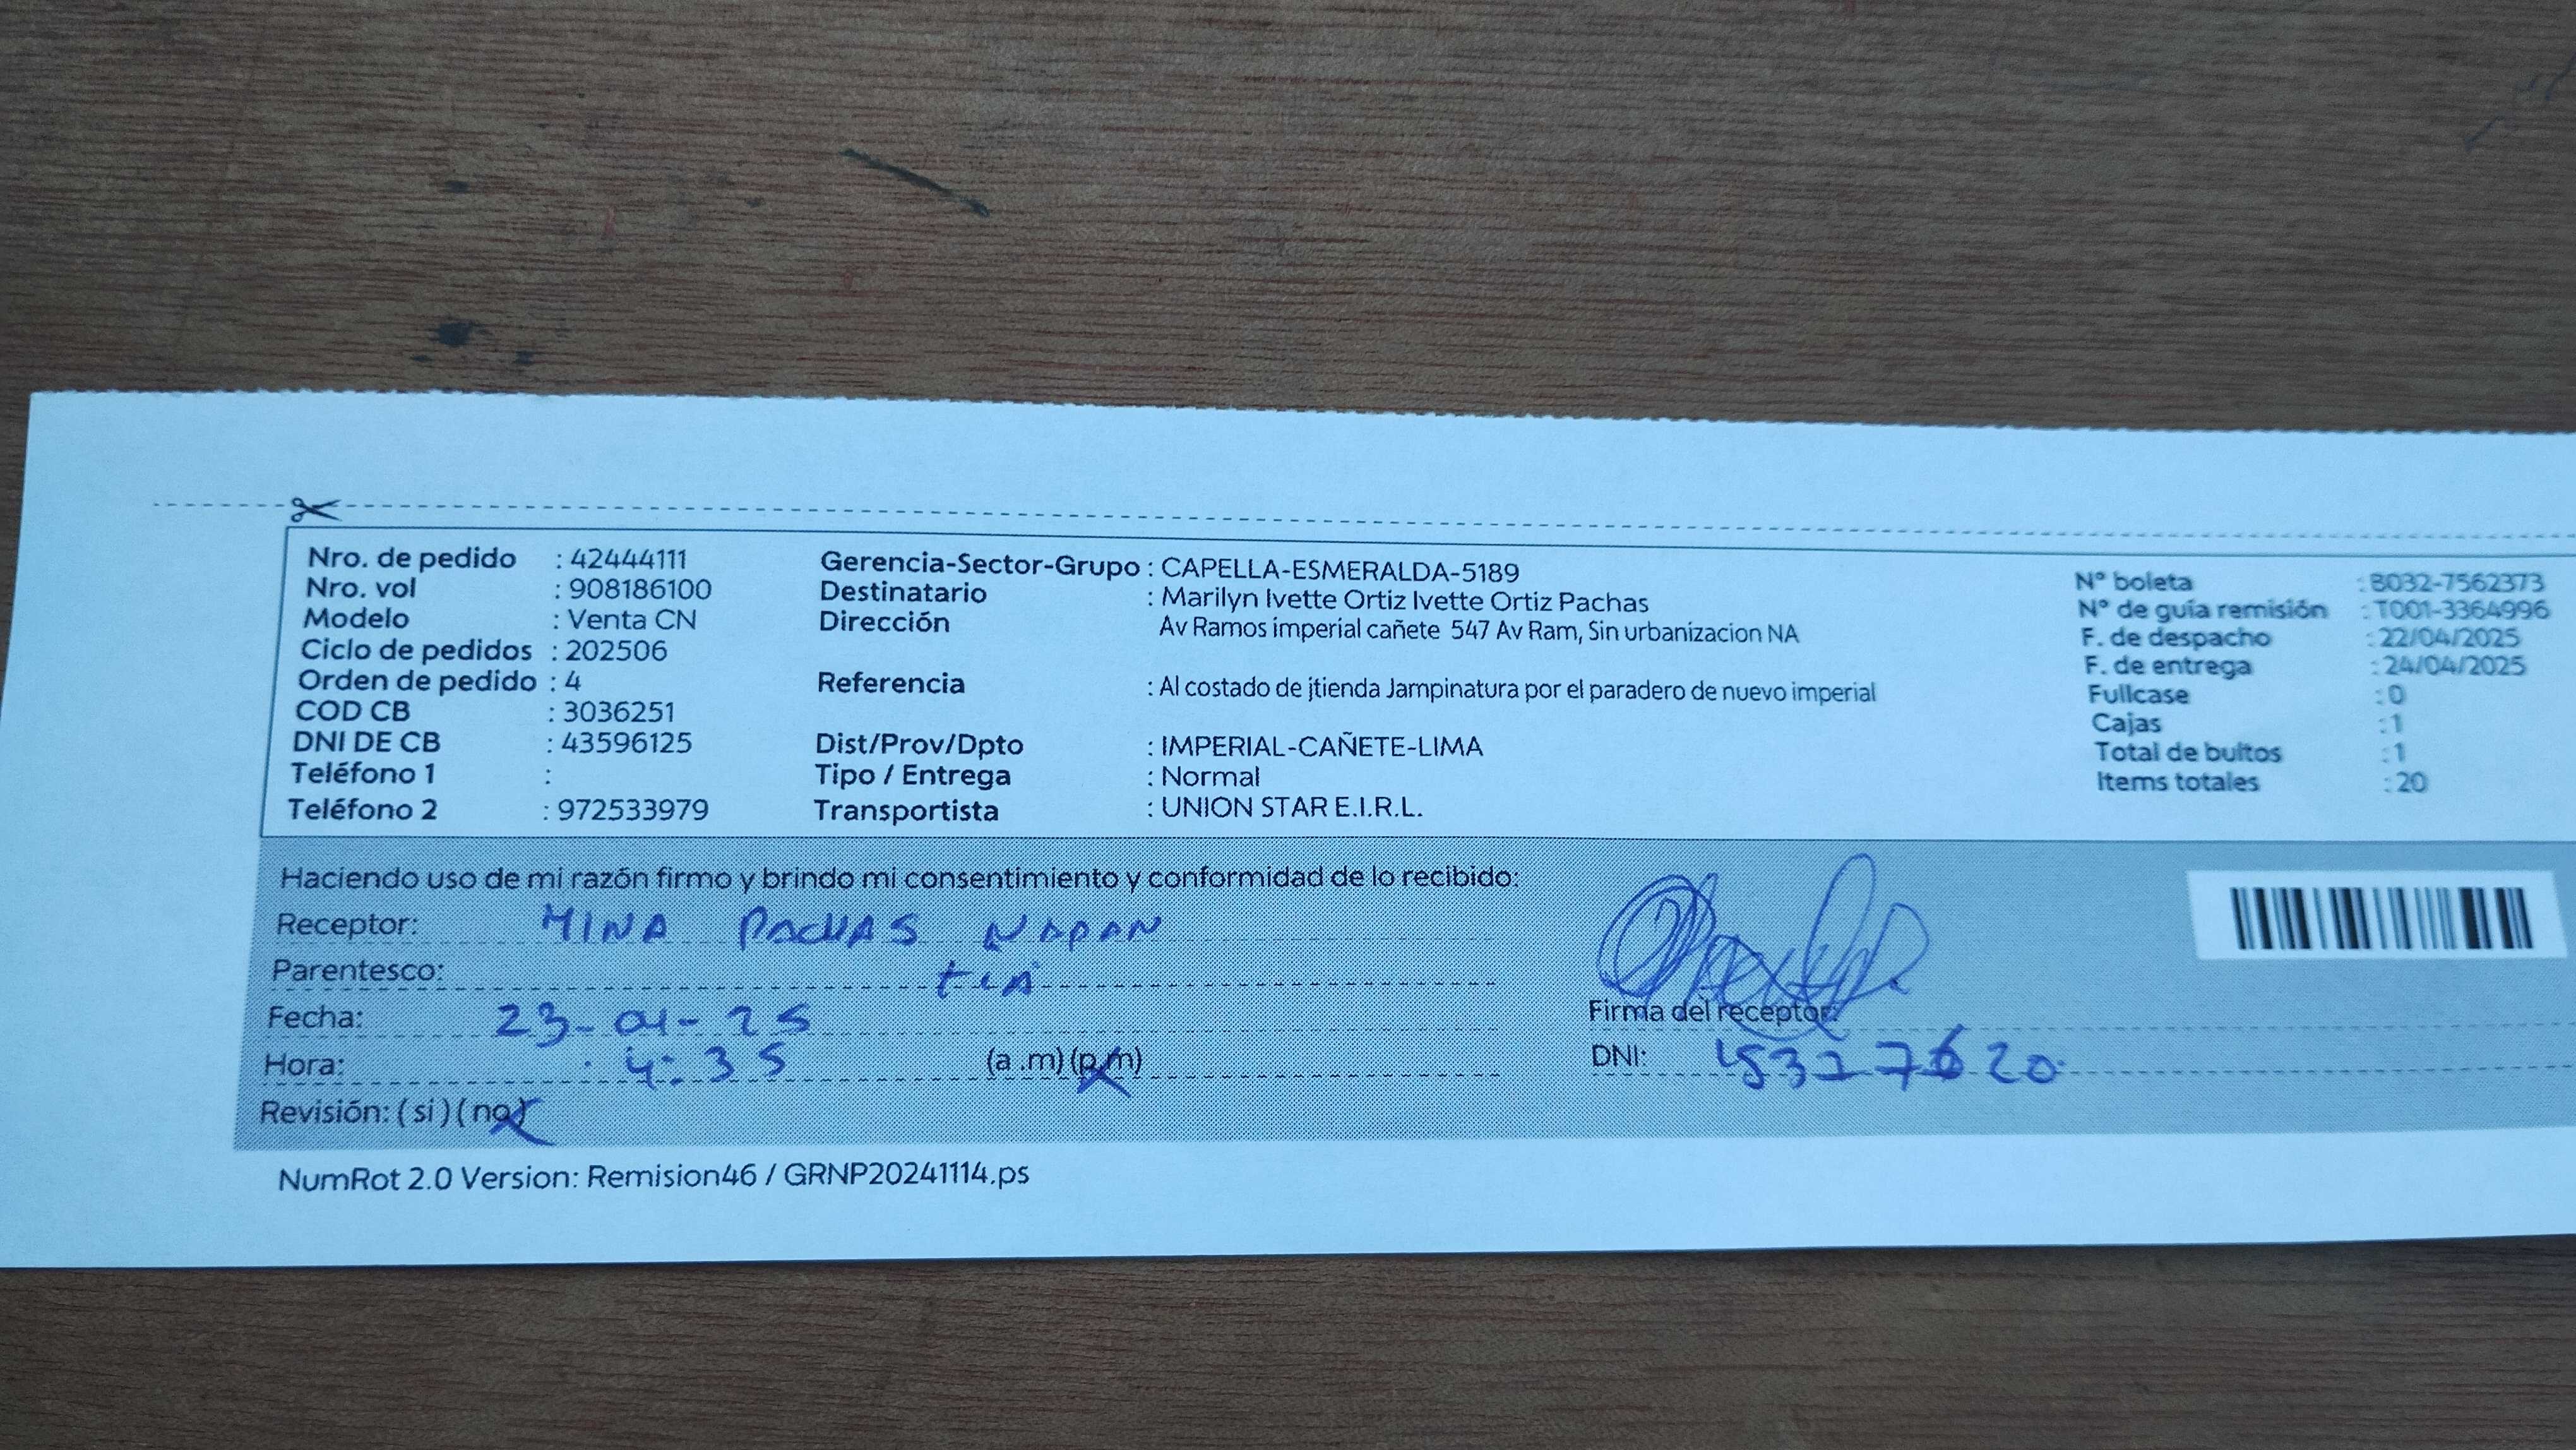 Nro. de pedido : 42444111
Nro. vol : 908186100
Modelo : Venta CN
Ciclo de pedidos : 202506
Orden de pedido : 4
COD CB : 3036251
DNI DE CB : 43596125
Teléfono 1 :
Teléfono 2 : 972533979
Gerencia-Sector-Grupo : CAPELLA-ESMERALDA-5189
Destinatario : Marilyn Ivette Ortiz Ivette Ortiz Pachas
Dirección Av Ramos imperial cañete 547 Av Ram, Sin urbanizacion NA
Referencia : Al costado de jtienda Jampinatura por el paradero de nuevo imperial
Dist/Prov/Dpto : IMPERIAL-CAÑETE-LIMA
Tipo / Entrega : Normal
Transportista : UNION STAR E.I.R.L.
N° boleta : B032-7562373
N° de guía remisión : T001-3364996
F. de despacho : 22/04/2025
F. de entrega : 24/04/2025
Fullcase : 0
Cajas : 1
Total de bultos : 1
Items totales : 20
Haciendo uso de mi razón firmo y brindo mi consentimiento y conformidad de lo recibido:
Receptor: MINA PACHAS NAPAN
Parentesco: tia
Fecha: 23-04-25
Hora: 4:35 (a .m) (p.m)
Revisión: ( si ) ( no )
Firma del receptor:
DNI: 15377620
NumRot 2.0 Version: Remision46 / GRNP20241114.ps